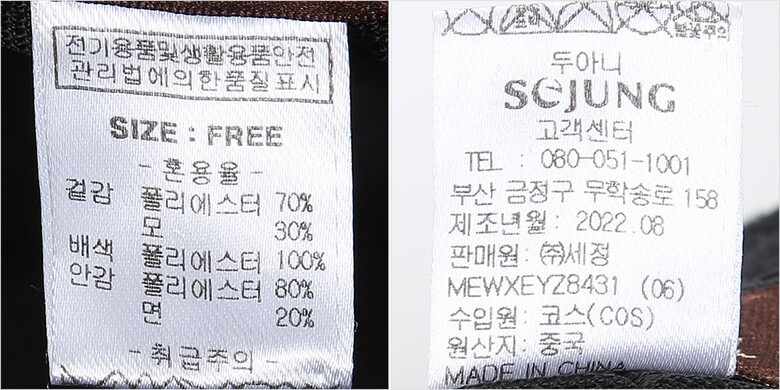 전기용품및생활용품안전
관리법에의한품질표시
SIZE : FREE
- 혼용율 -
겉감 폴리에스터 70%
모 30%
배색 폴리에스터 100%
안감 폴리에스터 80%
면 20%
- 취급주의 -
두아니
SEJUNG
고객센터
TEL : 080-051-1001
부산 금정구 무학송로 158
제조년월 : 2022.08
판매원 : ㈜세정
MEWXEYZ8431 (06)
수입원 : 코스(COS)
원산지 : 중국
MADE IN CHINA